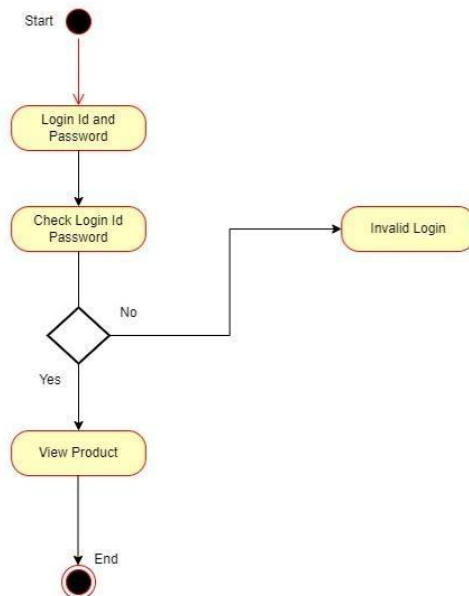 Start
Login Id and
Password
Check Login Id
Password
Invalid Login
No
Yes
View Product
End